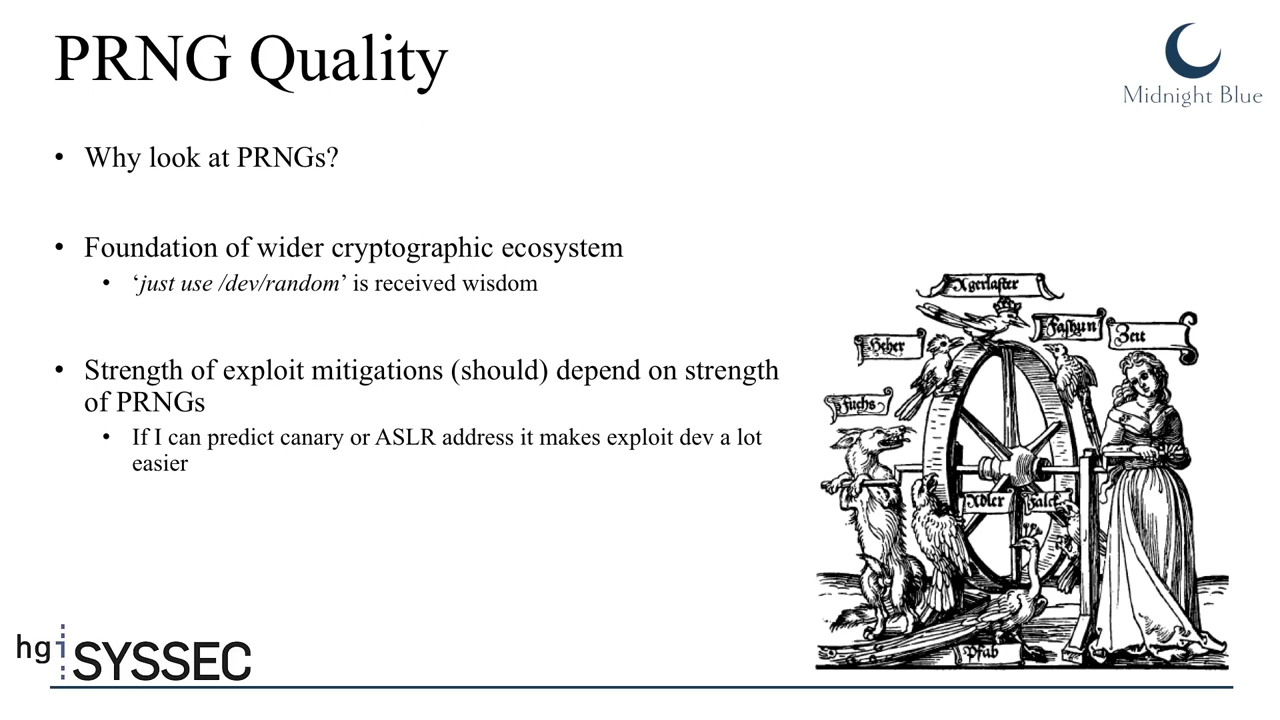 PRNG Quality
Midnight Blue
• Why look at PRNGs?
• Foundation of wider cryptographic ecosystem
• ‘just use /dev/random’ is received wisdom
• Strength of exploit mitigations (should) depend on strength
of PRNGs
• If I can predict canary or ASLR address it makes exploit dev a lot
easier
Fuchs
Adler
Pfab
hgi SYSSEC